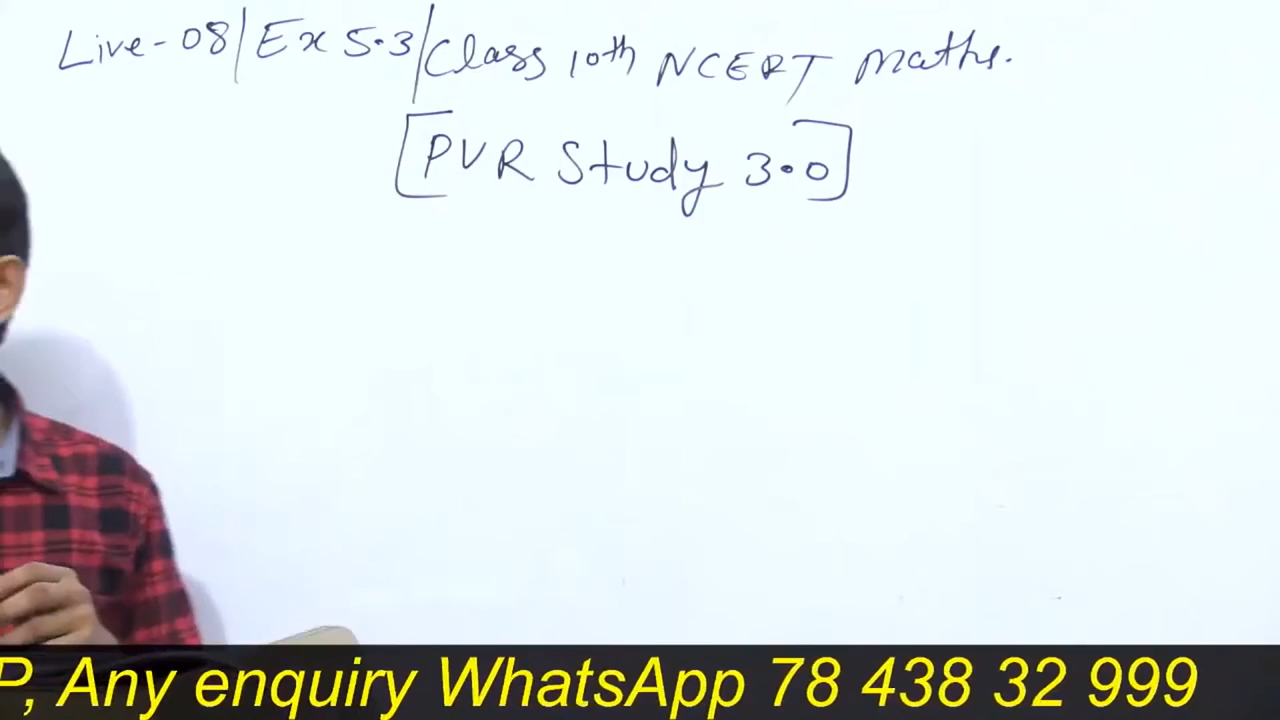 Live-08/Ex 5.3/Class 10th NCERT Maths.
[PVR Study 3.0]
P, Any enquiry WhatsApp 78 438 32 999